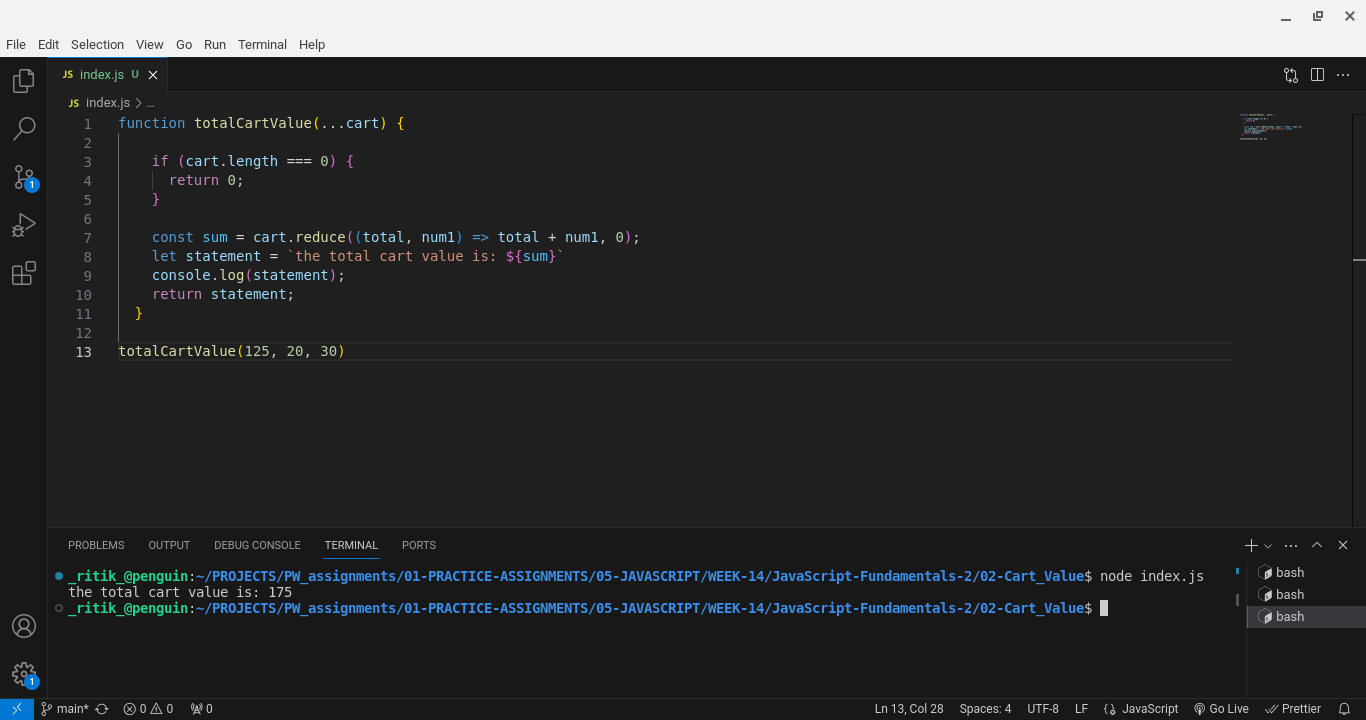 File Edit Selection View Go Run Terminal Help
JS index.js U
JS index.js > ...
1 function totalCartValue(...cart) {
2
3     if (cart.length === 0) {
4       return 0;
5     }
6
7     const sum = cart.reduce((total, num1) => total + num1, 0);
8     let statement = `the total cart value is: ${sum}`
9     console.log(statement);
10     return statement;
11   }
12
13 totalCartValue(125, 20, 30)
1
PROBLEMS OUTPUT DEBUG CONSOLE TERMINAL PORTS
_ritik_@penguin:~/PROJECTS/PW_assignments/01-PRACTICE-ASSIGNMENTS/05-JAVASCRIPT/WEEK-14/JavaScript-Fundamentals-2/02-Cart_Value$ node index.js
the total cart value is: 175
_ritik_@penguin:~/PROJECTS/PW_assignments/01-PRACTICE-ASSIGNMENTS/05-JAVASCRIPT/WEEK-14/JavaScript-Fundamentals-2/02-Cart_Value$
bash
bash
bash
1
main* 0 0 0 Ln 13, Col 28 Spaces: 4 UTF-8 LF JavaScript Go Live Prettier